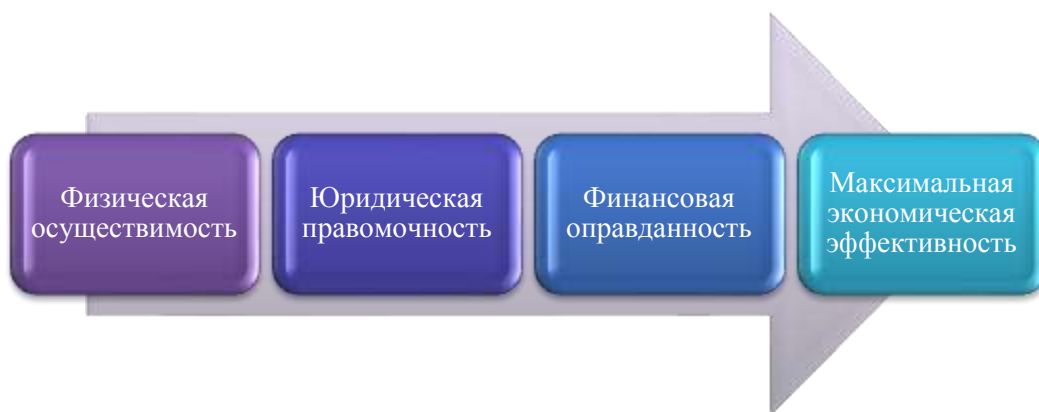 Физическая
осуществимость
Юридическая
правомочность
Финансовая
оправданность
Максимальная
экономическая
эффективность